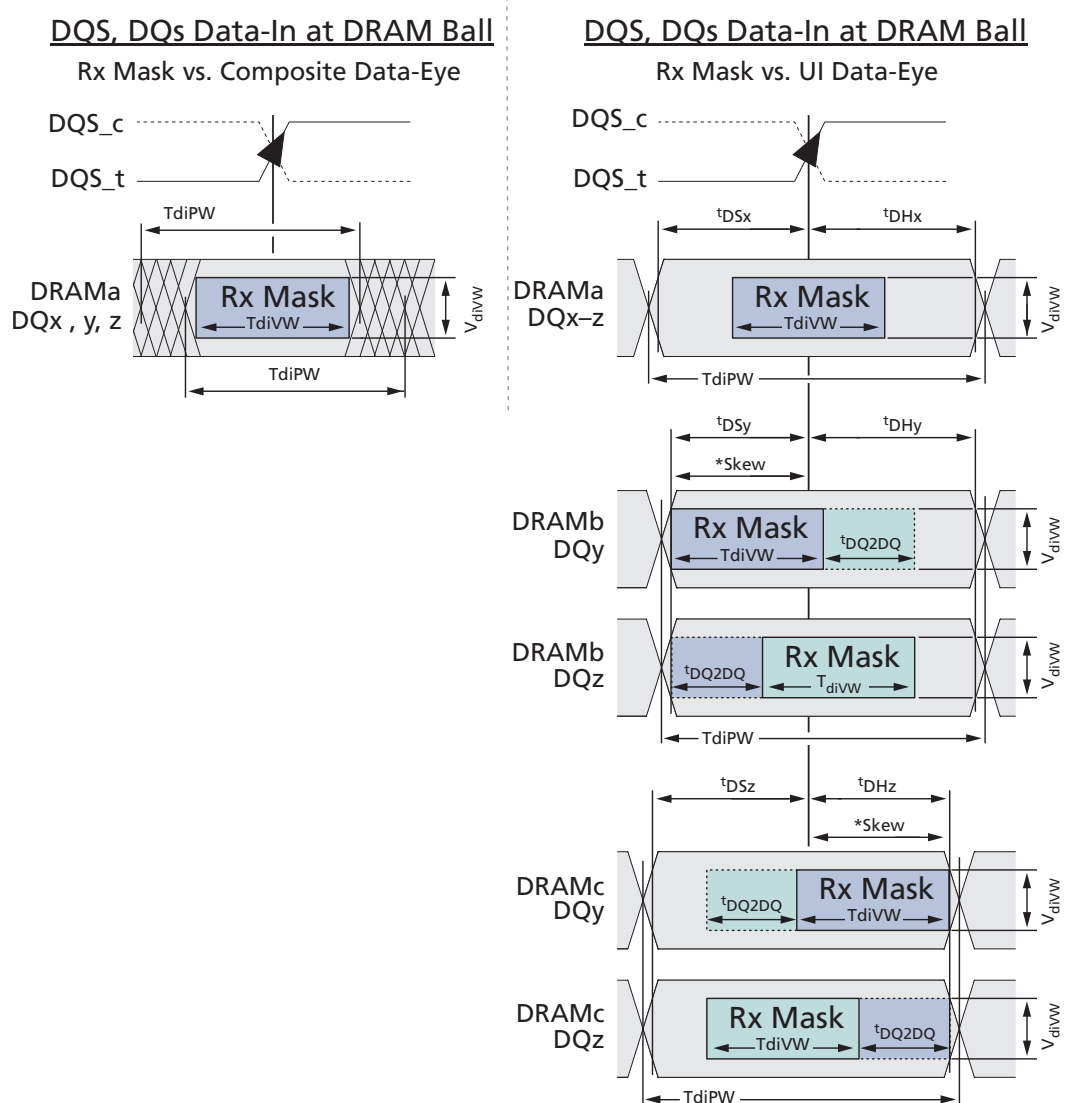 DQS, DQs Data-In at DRAM Ball
Rx Mask vs. Composite Data-Eye
DQS_c
DQS_t
TdiPW
DRAMa
DQx , y, z
Rx Mask
TdiVW
VdiVW
TdiPW
DQS, DQs Data-In at DRAM Ball
Rx Mask vs. UI Data-Eye
DQS_c
DQS_t
tDSx
tDHx
DRAMa
DQx–z
Rx Mask
TdiVW
VdiVW
TdiPW
tDSy
tDHy
*Skew
DRAMb
DQy
Rx Mask
TdiVW
tDQ2DQ
VdiVW
DRAMb
DQz
tDQ2DQ
Rx Mask
TdiVW
VdiVW
TdiPW
tDSz
tDHz
*Skew
DRAMc
DQy
tDQ2DQ
Rx Mask
TdiVW
VdiVW
DRAMc
DQz
Rx Mask
TdiVW
tDQ2DQ
VdiVW
TdiPW